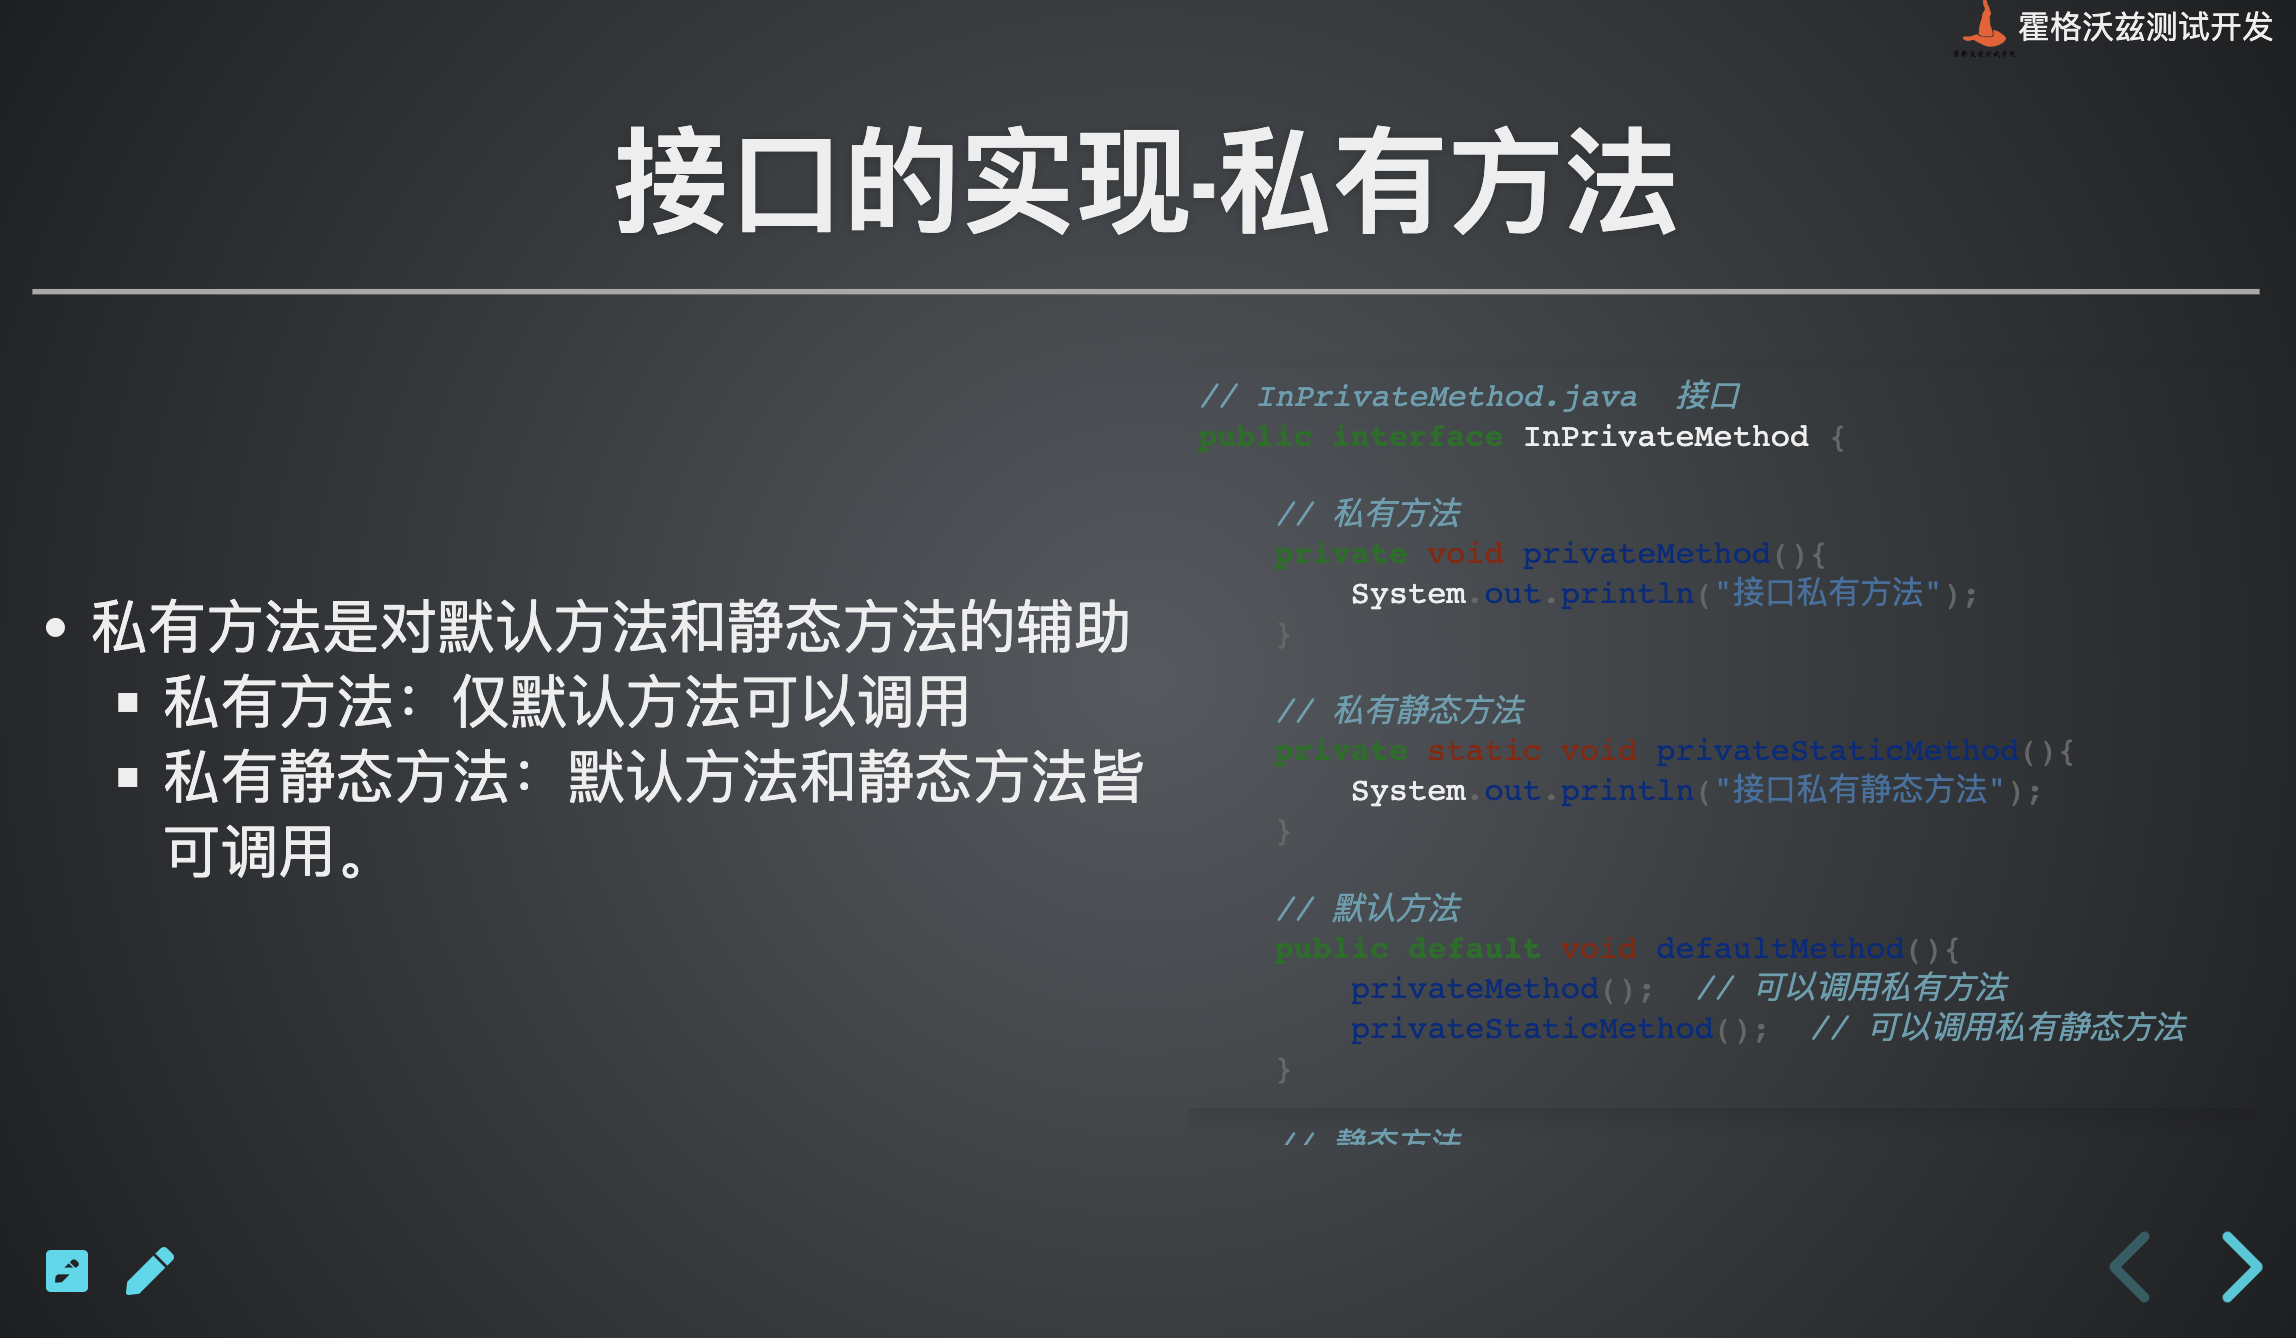 霍格沃兹测试开发
接口的实现-私有方法
• 私有方法是对默认方法和静态方法的辅助
▪ 私有方法：仅默认方法可以调用
▪ 私有静态方法：默认方法和静态方法皆
可调用。
// InPrivateMethod.java  接口
public interface InPrivateMethod {
    // 私有方法
    private void privateMethod(){
        System.out.println("接口私有方法");
    }
    // 私有静态方法
    private static void privateStaticMethod(){
        System.out.println("接口私有静态方法");
    }
    // 默认方法
    public default void defaultMethod(){
        privateMethod();  // 可以调用私有方法
        privateStaticMethod();  // 可以调用私有静态方法
    }
    // 静态方法